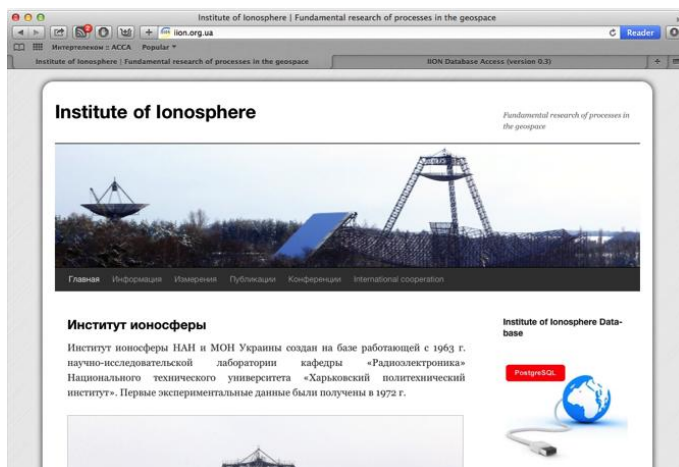 Institute of Ionosphere | Fundamental research of processes in the geospace
iion.org.ua
Reader
Интертелеком :: ACCA Popular
Institute of Ionosphere | Fundamental research of processes in the geospace
IION Database Access (version 0.3)
Institute of Ionosphere
Fundamental research of processes in
the geospace
Главная Информация Измерения Публикации Конференции International cooperation
Институт ионосферы
Институт ионосферы НАН и МОН Украины создан на базе работающей с 1963 г.
научно-исследовательской лаборатории кафедры «Радиоэлектроника»
Национального технического университета «Харьковский политехнический
институт». Первые экспериментальные данные были получены в 1972 г.
Institute of Ionosphere Data-
base
PostgreSQL